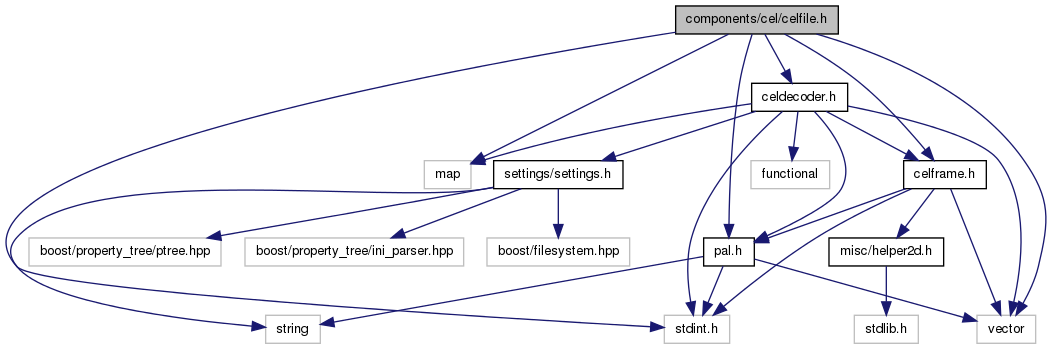 components/cel/celfile.h
celdecoder.h
map
settings/settings.h
functional
celframe.h
boost/property_tree/ptree.hpp
boost/property_tree/ini_parser.hpp
boost/filesystem.hpp
pal.h
misc/helper2d.h
string
stdint.h
stdlib.h
vector